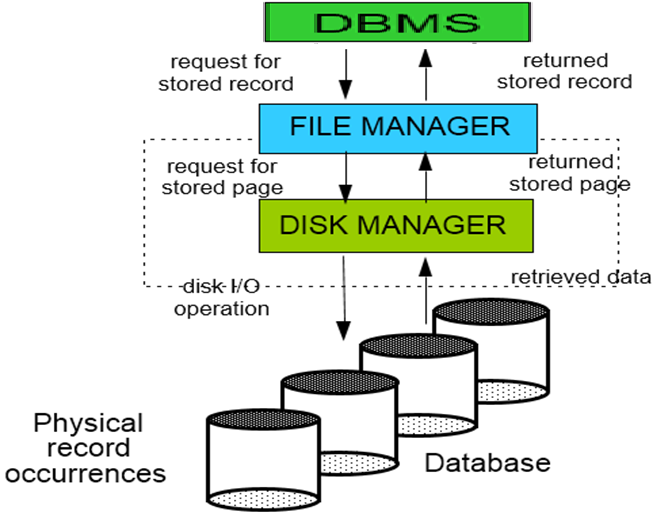 DBMS
request for
stored record
returned
stored record
FILE MANAGER
request for
stored page
returned
stored page
DISK MANAGER
disk I/O
operation
retrieved data
Physical
record
occurrences
Database